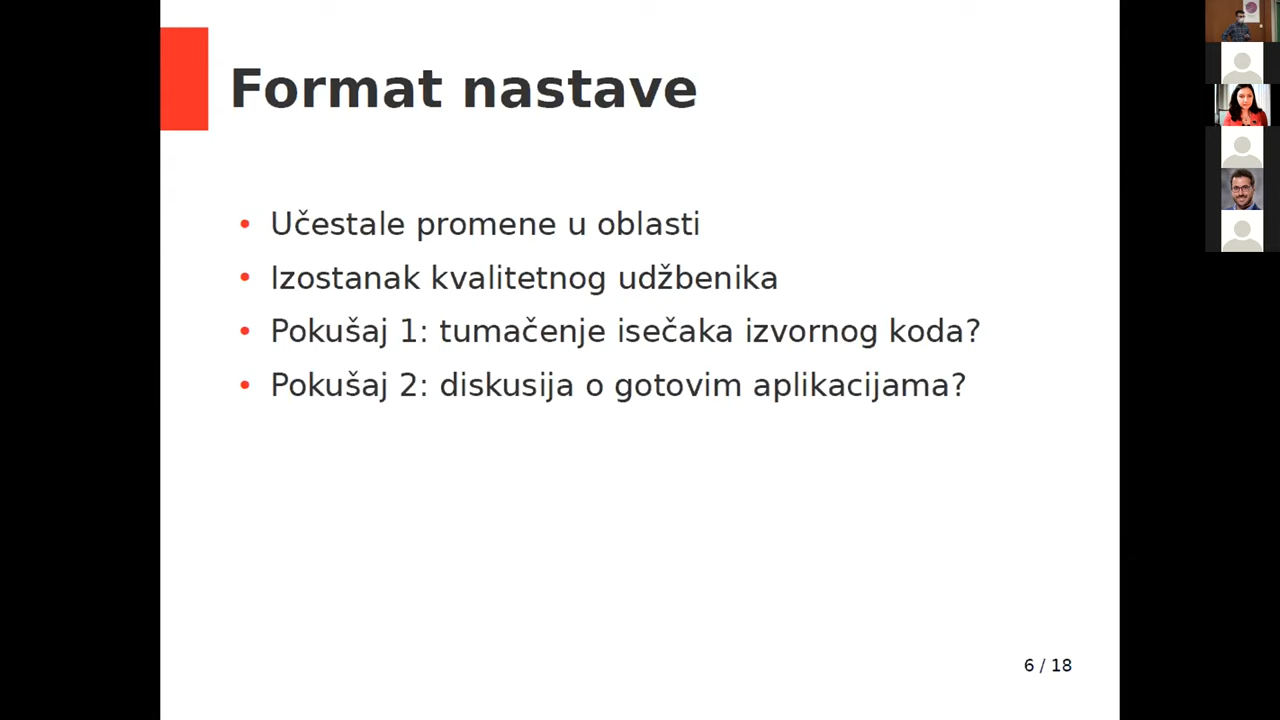 Format nastave
• Učestale promene u oblasti
• Izostanak kvalitetnog udžbenika
• Pokušaj 1: tumačenje isečaka izvornog koda?
• Pokušaj 2: diskusija o gotovim aplikacijama?
6 / 18